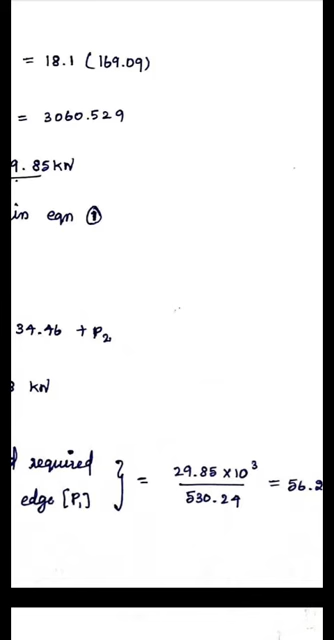 = 18.1 (169.09)
= 3060.529
9.85 KN
in eqn ①
34.46 + P2
KN
required
edge [P1] } = 29.85 × 10³ / 530.24 = 56.2